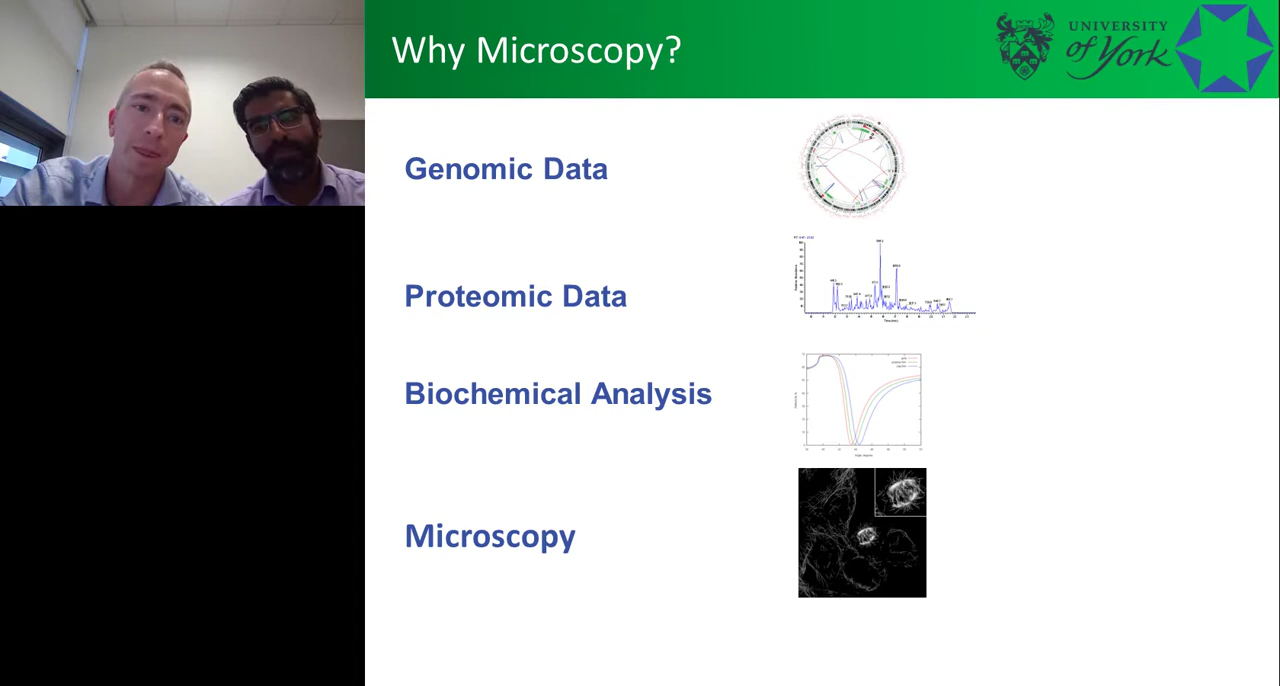 Why Microscopy?
UNIVERSITY
of York
Genomic Data
Proteomic Data
Biochemical Analysis
Microscopy